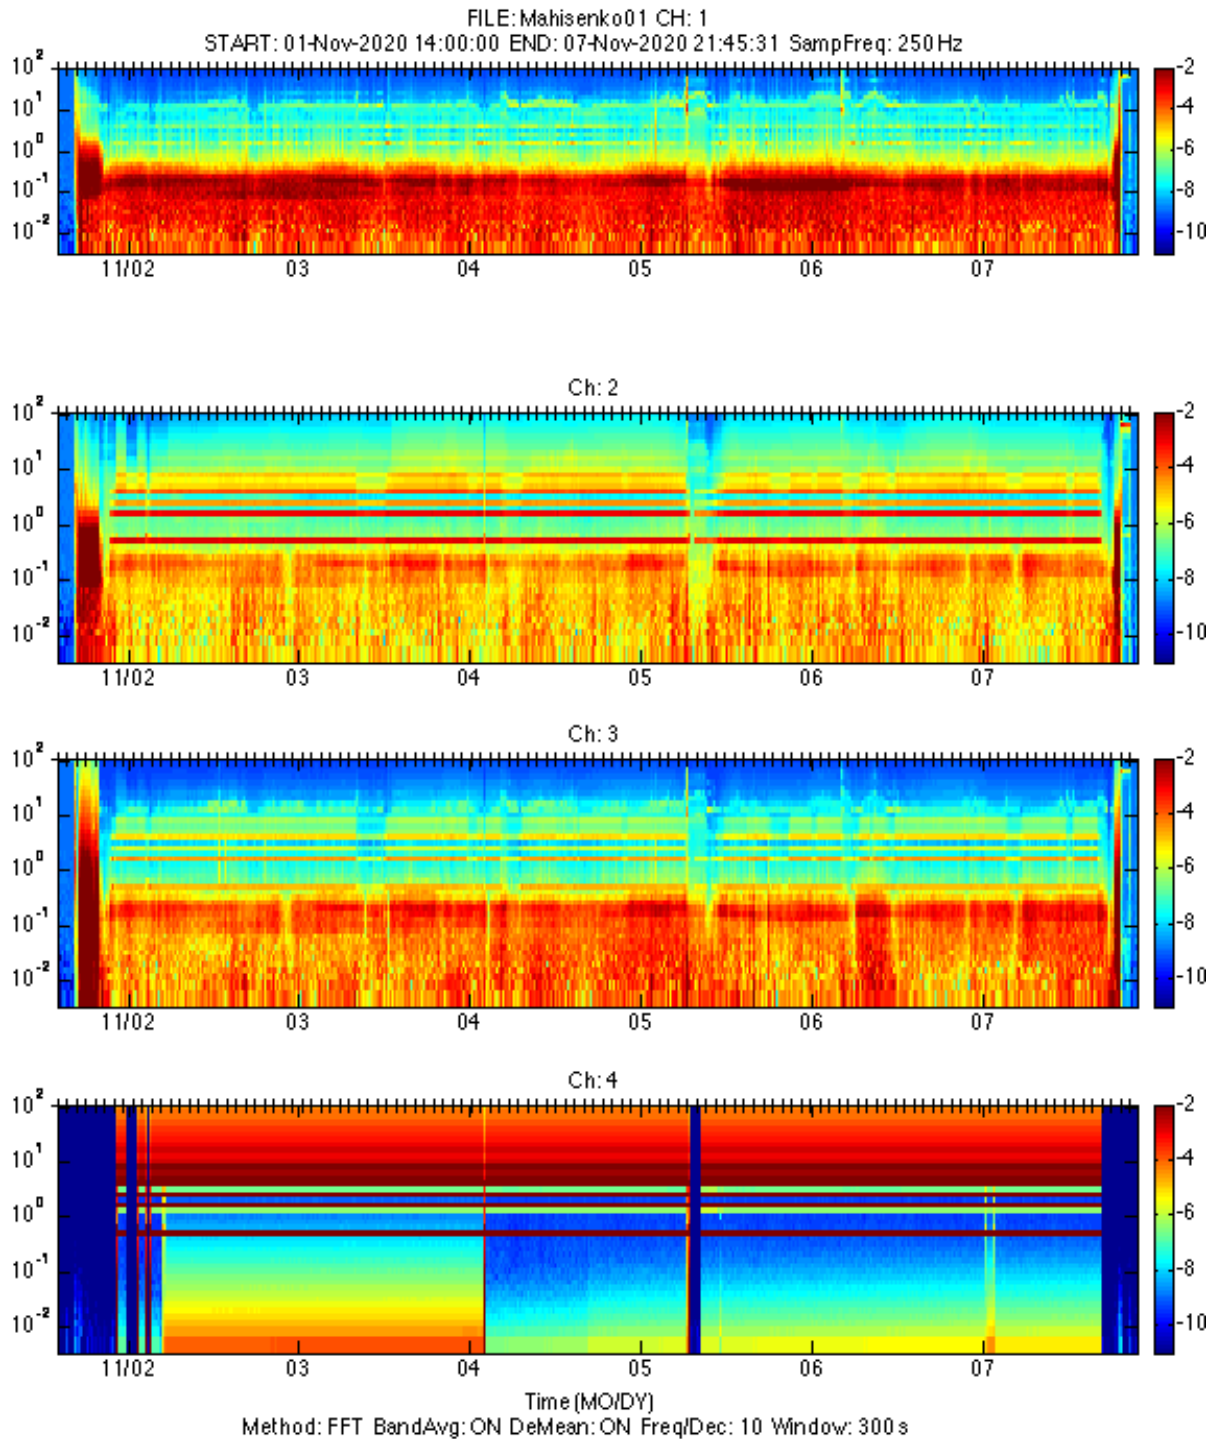 FILE: Mahisenko01 CH: 1
START: 01-Nov-2020 14:00:00 END: 07-Nov-2020 21:45:31 SampFreq: 250Hz
10² 10¹ 10⁰ 10⁻¹ 10⁻²
-2 -4 -6 -8 -10
11/02 03 04 05 06 07
Ch: 2
10² 10¹ 10⁰ 10⁻¹ 10⁻²
-2 -4 -6 -8 -10
11/02 03 04 05 06 07
Ch: 3
10² 10¹ 10⁰ 10⁻¹ 10⁻²
-2 -4 -6 -8 -10
11/02 03 04 05 06 07
Ch: 4
10² 10¹ 10⁰ 10⁻¹ 10⁻²
-2 -4 -6 -8 -10
11/02 03 04 05 06 07
Time (MO/DY)
Method: FFT BandAvg: ON DeMean: ON Freq/Dec: 10 Window: 300 s